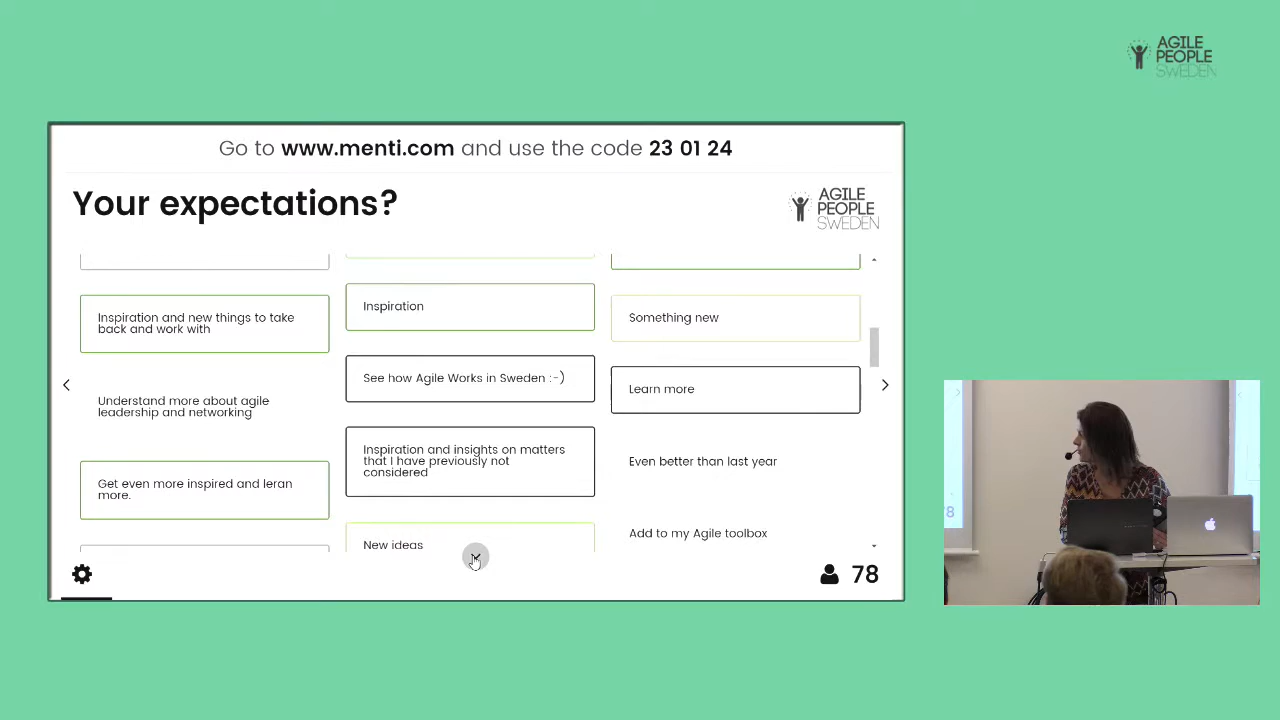 AGILE
PEOPLE
SWEDEN
Go to www.menti.com and use the code 23 01 24
Your expectations?
AGILE
PEOPLE
SWEDEN
Inspiration and new things to take
back and work with
Understand more about agile
leadership and networking
Get even more inspired and leran
more.
Inspiration
See how Agile Works in Sweden :-)
Inspiration and insights on matters
that I have previously not
considered
New ideas
Something new
Learn more
Even better than last year
Add to my Agile toolbox
78
78